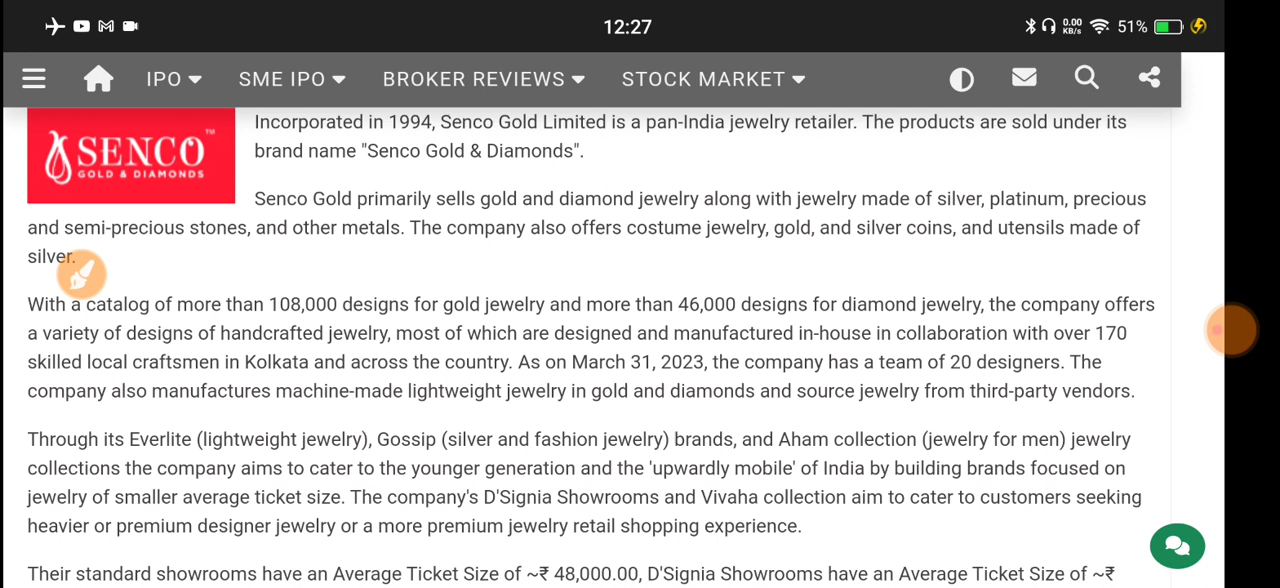 12:27
0.00
KB/s
51%
IPO
SME IPO
BROKER REVIEWS
STOCK MARKET
SENCO™
GOLD & DIAMONDS
Incorporated in 1994, Senco Gold Limited is a pan-India jewelry retailer. The products are sold under its
brand name "Senco Gold & Diamonds".
Senco Gold primarily sells gold and diamond jewelry along with jewelry made of silver, platinum, precious
and semi-precious stones, and other metals. The company also offers costume jewelry, gold, and silver coins, and utensils made of
silver.
With a catalog of more than 108,000 designs for gold jewelry and more than 46,000 designs for diamond jewelry, the company offers
a variety of designs of handcrafted jewelry, most of which are designed and manufactured in-house in collaboration with over 170
skilled local craftsmen in Kolkata and across the country. As on March 31, 2023, the company has a team of 20 designers. The
company also manufactures machine-made lightweight jewelry in gold and diamonds and source jewelry from third-party vendors.
Through its Everlite (lightweight jewelry), Gossip (silver and fashion jewelry) brands, and Aham collection (jewelry for men) jewelry
collections the company aims to cater to the younger generation and the 'upwardly mobile' of India by building brands focused on
jewelry of smaller average ticket size. The company's D'Signia Showrooms and Vivaha collection aim to cater to customers seeking
heavier or premium designer jewelry or a more premium jewelry retail shopping experience.
Their standard showrooms have an Average Ticket Size of ~₹ 48,000.00, D'Signia Showrooms have an Average Ticket Size of ~₹